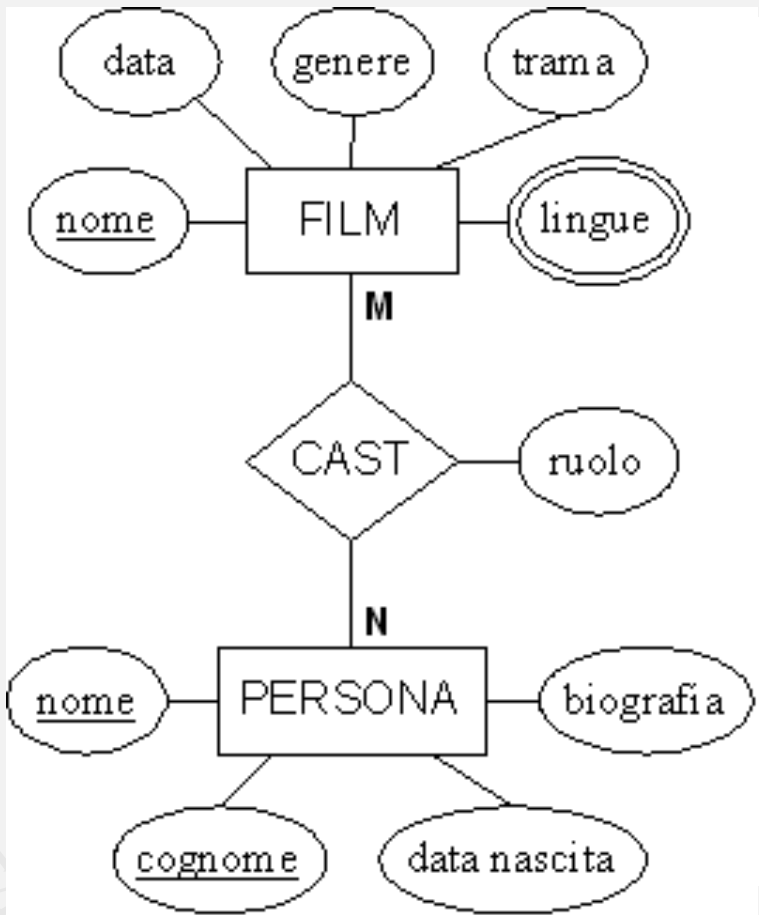 data
genere
trama
nome
FILM
lingue
M
CAST
ruolo
N
nome
PERSONA
biografia
cognome
data nascita